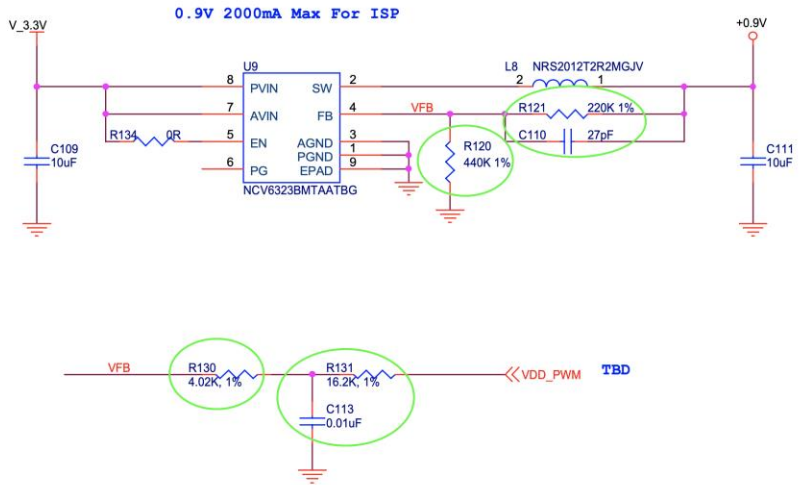 0.9V 2000mA Max For ISP
V_3.3V
+0.9V
U9
L8 NRS2012T2R2MGJV
8 PVIN SW 2
2 1
7 AVIN FB 4
VFB
R121 220K 1%
R134 0R
5 EN AGND 3
C110 27pF
PGND 1
6 PG EPAD 9
NCV6323BMTAATBG
R120
440K 1%
C109
10uF
C111
10uF
VFB
R130
4.02K, 1%
R131
16.2K, 1%
VDD_PWM
TBD
C113
0.01uF